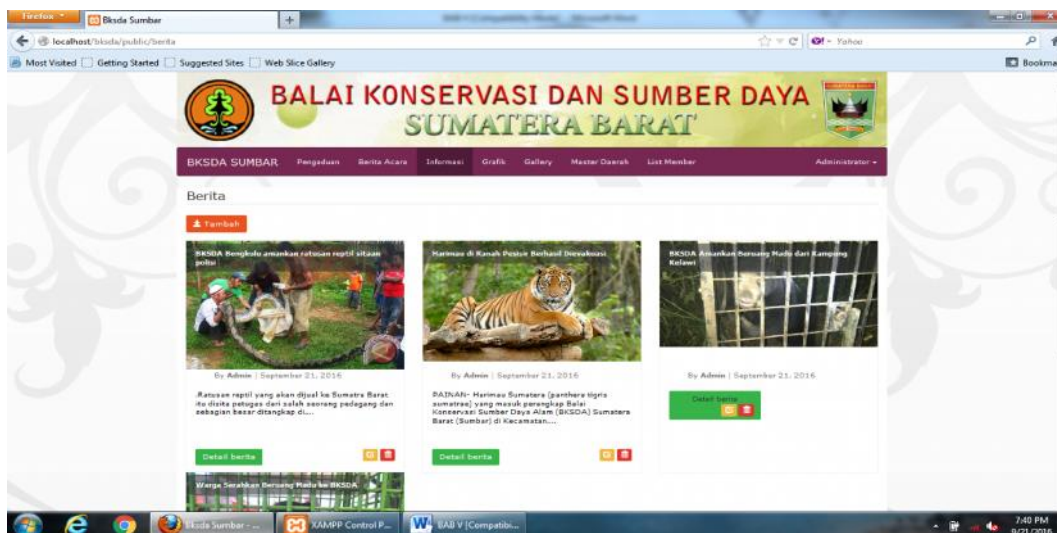 Firefox
Bksda Sumbar
localhost/bksda/public/berita
Yahoo
Most Visited Getting Started Suggested Sites Web Slice Gallery
Bookma
BALAI KONSERVASI DAN SUMBER DAYA
SUMATERA BARAT
BKSDA SUMBAR Pengaduan Berita Acara Informasi Grafik Gallery Master Daerah List Member Administrator
Berita
Tambah
BKSDA Bengkulu amankan ratusan reptil sitaan
polisi
By Admin | September 21, 2016
Ratusan reptil yang akan dijual ke Sumatra Barat
itu disita petugas dari salah seorang pedagang dan
sebagian besar ditangkap di....
Detail berita
Harimau di Ranah Pesisir Berhasil Dievakuasi
By Admin | September 21, 2016
PAINAN- Harimau Sumatera (panthera tigris
sumatrae) yang masuk perangkap Balai
Konservasi Sumber Daya Alam (BKSDA) Sumatera
Barat (Sumbar) di Kecamatan....
Detail berita
BKSDA Amankan Beruang Madu dari Kampung
Kelawi
By Admin | September 21, 2016
Detail berita
Warga Serahkan Beruang Madu ke BKSDA
Bksda Sumbar - ...
XAMPP Control P...
BAB V [Compatibi...
7:40 PM
9/21/2016